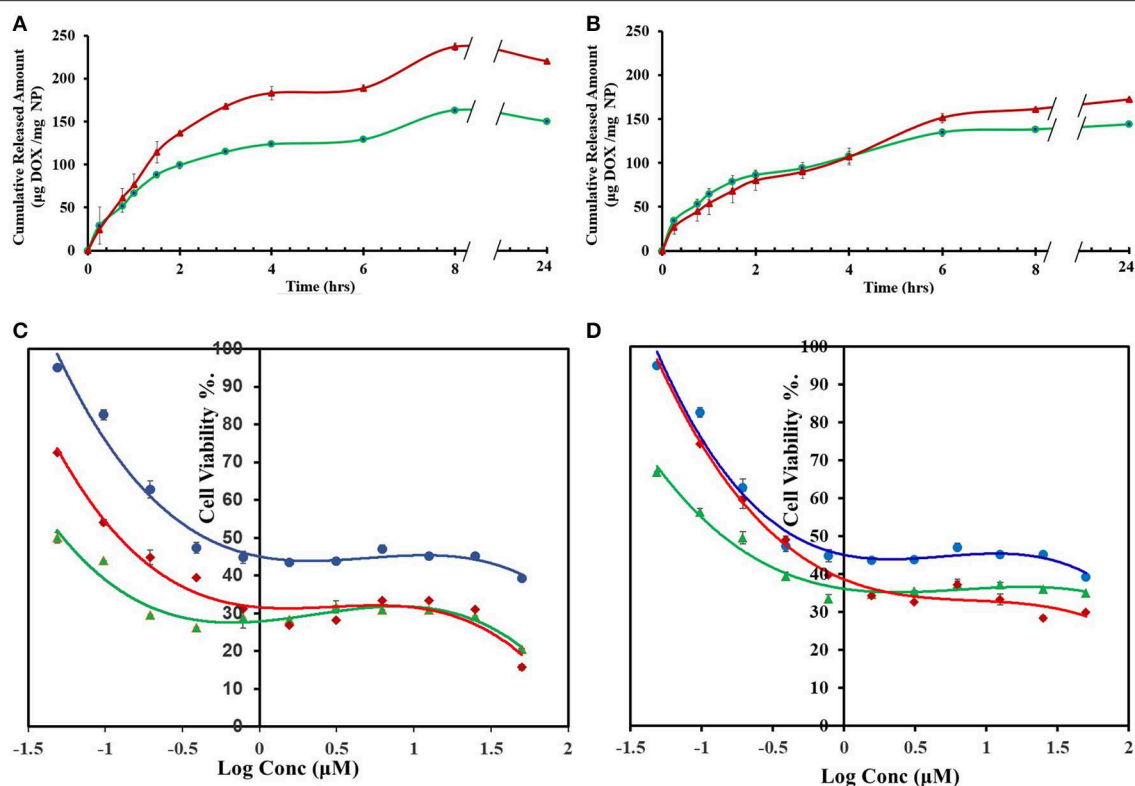 A
Cumulative Released Amount
(µg DOX /mg NP)
250
200
150
100
50
0
0 2 4 6 8 24
Time (hrs)
B
Cumulative Released Amount
(µg DOX /mg NP)
250
200
150
100
50
0
0 2 4 6 8 24
Time (hrs)
C
Cell Viability %.
100
90
80
70
60
50
40
30
20
10
0
-1.5 -1 -0.5 0 0.5 1 1.5 2
Log Conc (µM)
D
Cell Viability %.
100
90
80
70
60
50
40
30
20
10
0
-1.5 -1 -0.5 0 0.5 1 1.5 2
Log Conc (µM)